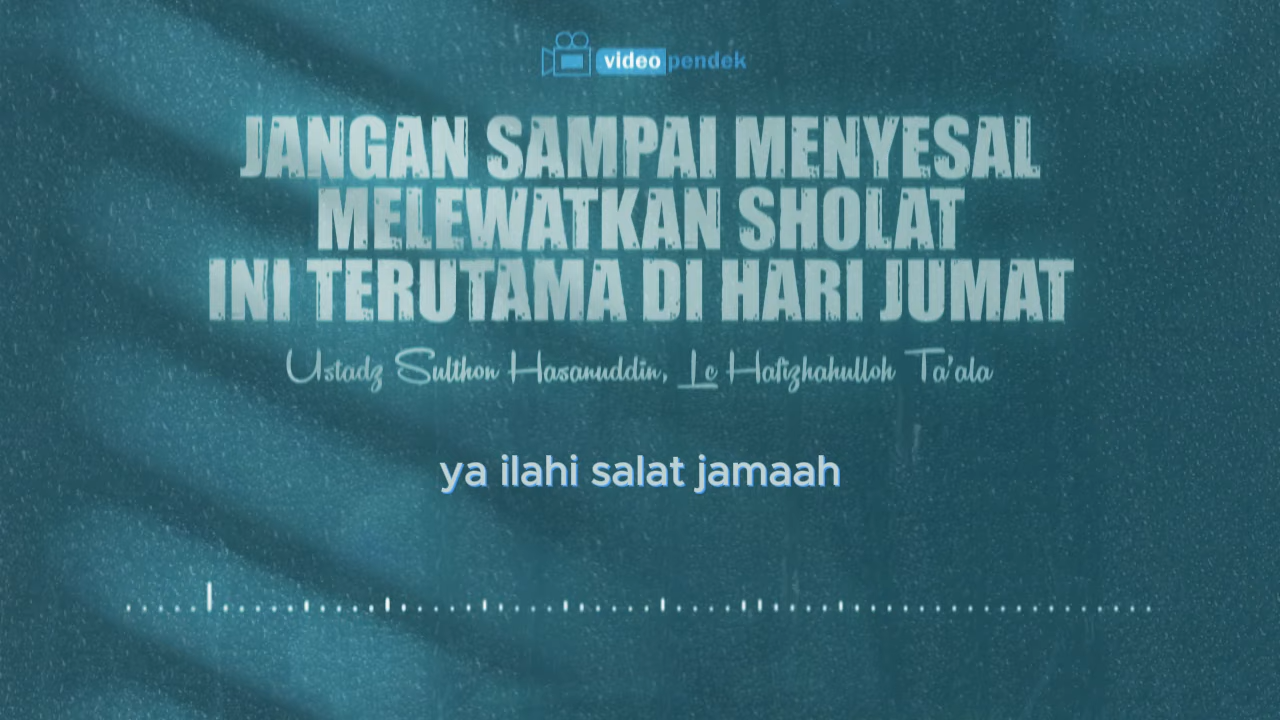 videopendek
JANGAN SAMPAI MENYESAL
MELEWATKAN SHOLAT
INI TERUTAMA DI HARI JUMAT
Ustadz Sulthon Hasanuddin, Lc Hafizhahulloh Ta'ala
ya ilahi salat jamaah